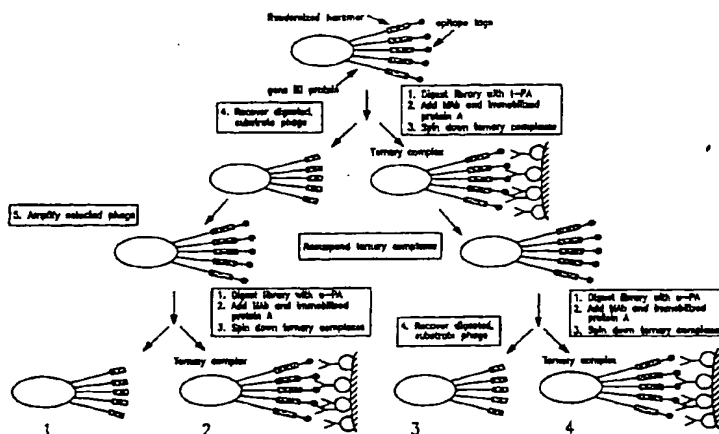 Randomized hexamer
epitope tags
gene III protein
1. Digest library with t-PA
2. Add MAb and immobilized
protein A
3. Spin down ternary complexes
4. Recover digested,
substrate phage
Ternary complex
5. Amplify selected phage
Resuspend ternary complexes
1. Digest library with u-PA
2. Add MAb and immobilized
protein A
3. Spin down ternary complexes
1. Digest library with u-PA
2. Add MAb and immobilized
protein A
3. Spin down ternary complexes
4. Recover digested,
substrate phage
Ternary complex
Ternary complex
1
2
3
4